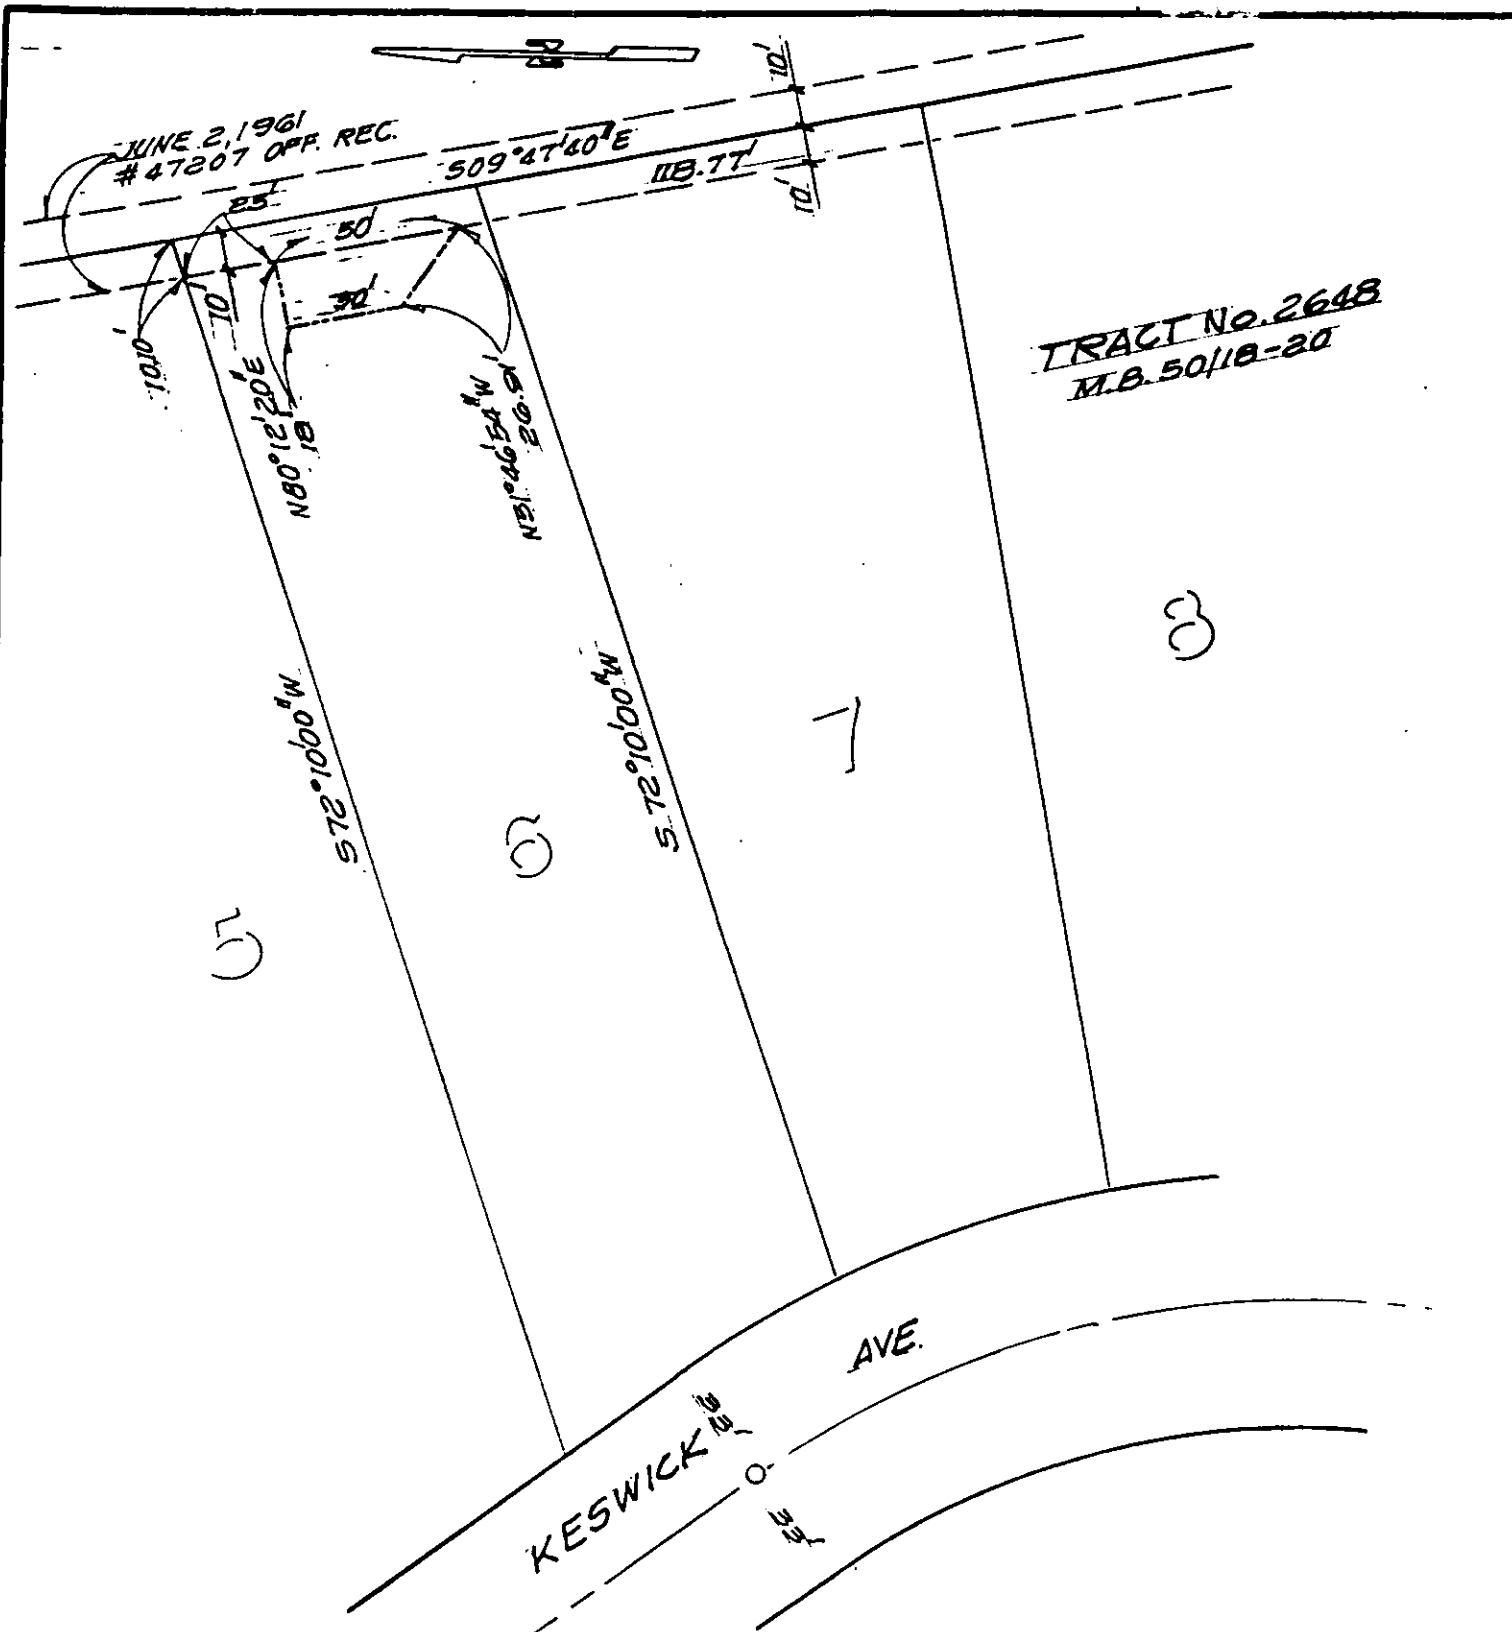 N
10'
JUNE 2, 1961
#47207 OFF. REC.
S09°47'40"E
118.77'
25'
50'
10'
10'
30'
10.10'
N80°12'20"E
18'
N31°46'54"W
26.91'
TRACT No. 2648
M.B. 50/18-20
S72°10'00"W
S.72°10'00"W
5
6
7
8
KESWICK AVE.
33'
33'